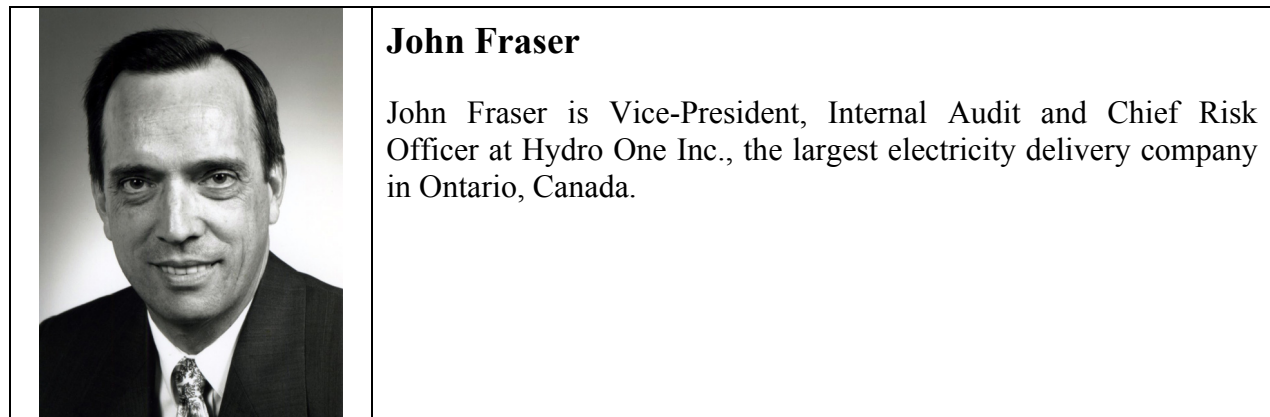 John Fraser
John Fraser is Vice-President, Internal Audit and Chief Risk
Officer at Hydro One Inc., the largest electricity delivery company
in Ontario, Canada.